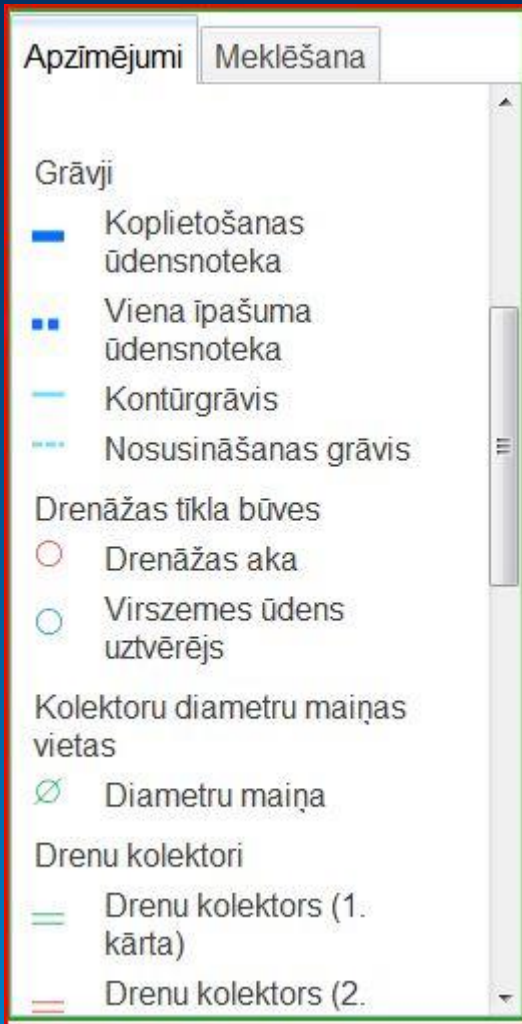 Apzīmējumi Meklēšana
Grāvji
Koplietošanas
ūdensnoteka
Viena īpašuma
ūdensnoteka
Kontūrgrāvis
Nosusināšanas grāvis
Drenāžas tīkla būves
Drenāžas aka
Virszemes ūdens
uztvērējs
Kolektoru diametru maiņas
vietas
Diametru maiņa
Drenu kolektori
Drenu kolektors (1.
kārta)
Drenu kolektors (2.